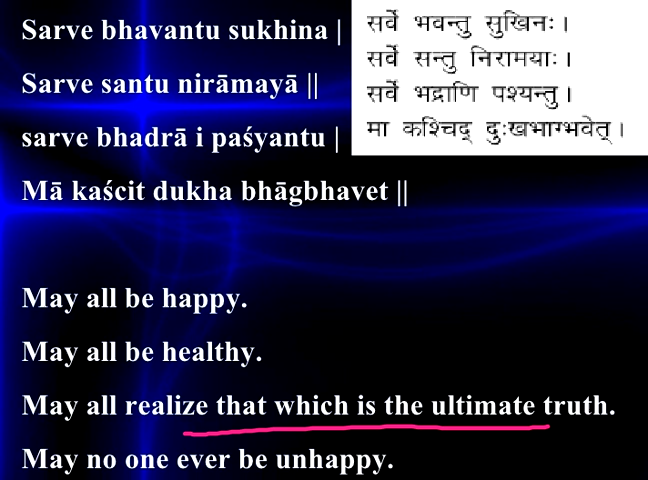 Sarve bhavantu sukhina |
Sarve santu nirāmayā ||
sarve bhadrā i paśyantu |
Mā kaścit dukha bhāgbhavet ||
सर्वे भवन्तु सुखिनः ।
सर्वे सन्तु निरामयाः ।
सर्वे भद्राणि पश्यन्तु ।
मा कश्चिद् दुःखभाग्भवेत् ।
May all be happy.
May all be healthy.
May all realize that which is the ultimate truth.
May no one ever be unhappy.